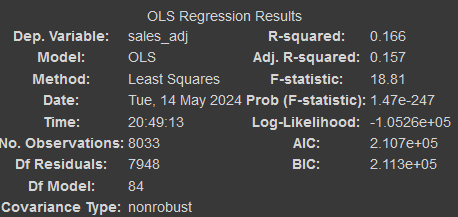 OLS Regression Results
Dep. Variable: sales_adj R-squared: 0.166
Model: OLS Adj. R-squared: 0.157
Method: Least Squares F-statistic: 18.81
Date: Tue, 14 May 2024 Prob (F-statistic): 1.47e-247
Time: 20:49:13 Log-Likelihood: -1.0526e+05
No. Observations: 8033 AIC: 2.107e+05
Df Residuals: 7948 BIC: 2.113e+05
Df Model: 84
Covariance Type: nonrobust